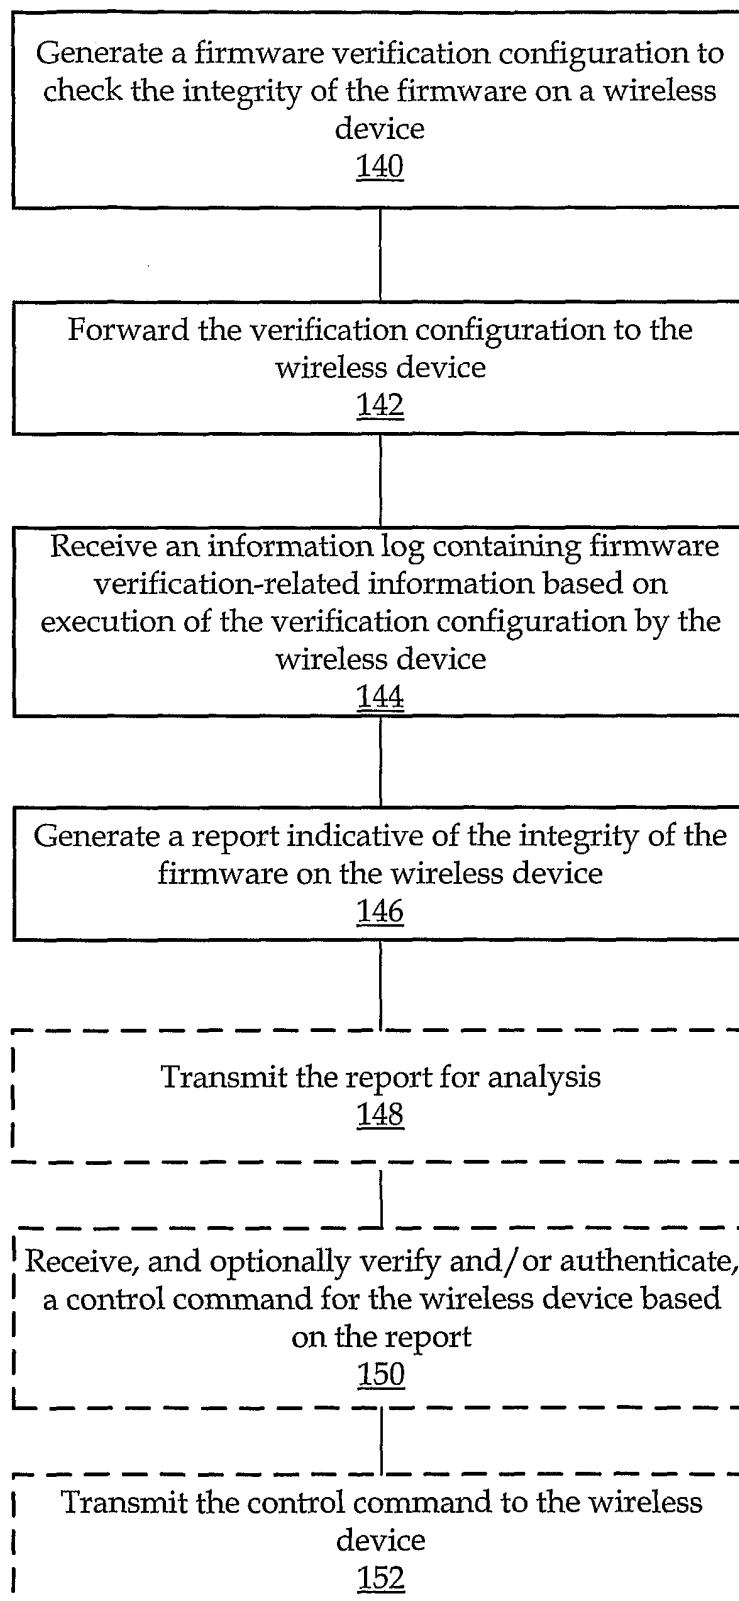 Generate a firmware verification configuration to
check the integrity of the firmware on a wireless
device
140
Forward the verification configuration to the
wireless device
142
Receive an information log containing firmware
verification-related information based on
execution of the verification configuration by the
wireless device
144
Generate a report indicative of the integrity of the
firmware on the wireless device
146
Transmit the report for analysis
148
Receive, and optionally verify and/or authenticate,
a control command for the wireless device based
on the report
150
Transmit the control command to the wireless
device
152